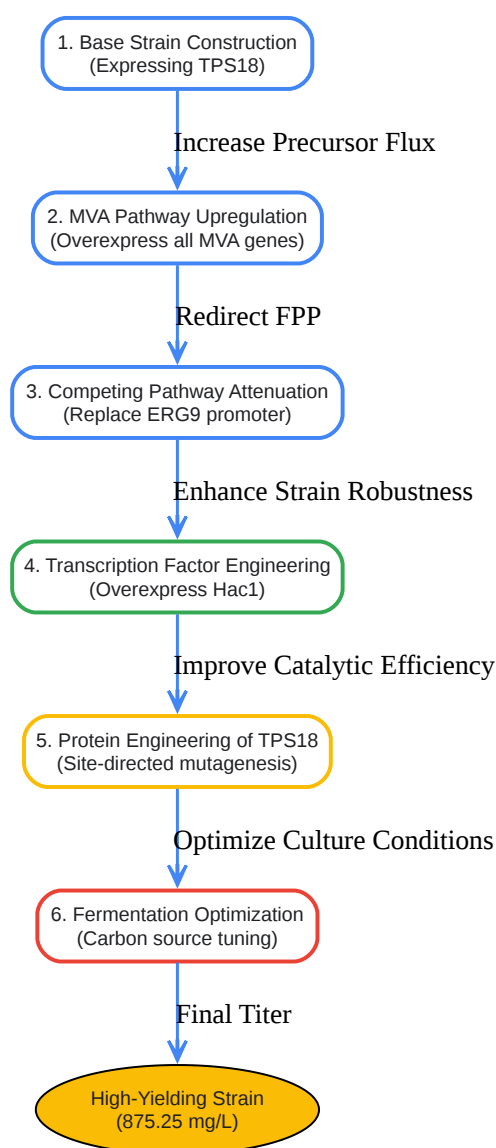 1. Base Strain Construction
(Expressing TPS18)
Increase Precursor Flux
2. MVA Pathway Upregulation
(Overexpress all MVA genes)
Redirect FPP
3. Competing Pathway Attenuation
(Replace ERG9 promoter)
Enhance Strain Robustness
4. Transcription Factor Engineering
(Overexpress Hac1)
Improve Catalytic Efficiency
5. Protein Engineering of TPS18
(Site-directed mutagenesis)
Optimize Culture Conditions
6. Fermentation Optimization
(Carbon source tuning)
Final Titer
High-Yielding Strain
(875.25 mg/L)